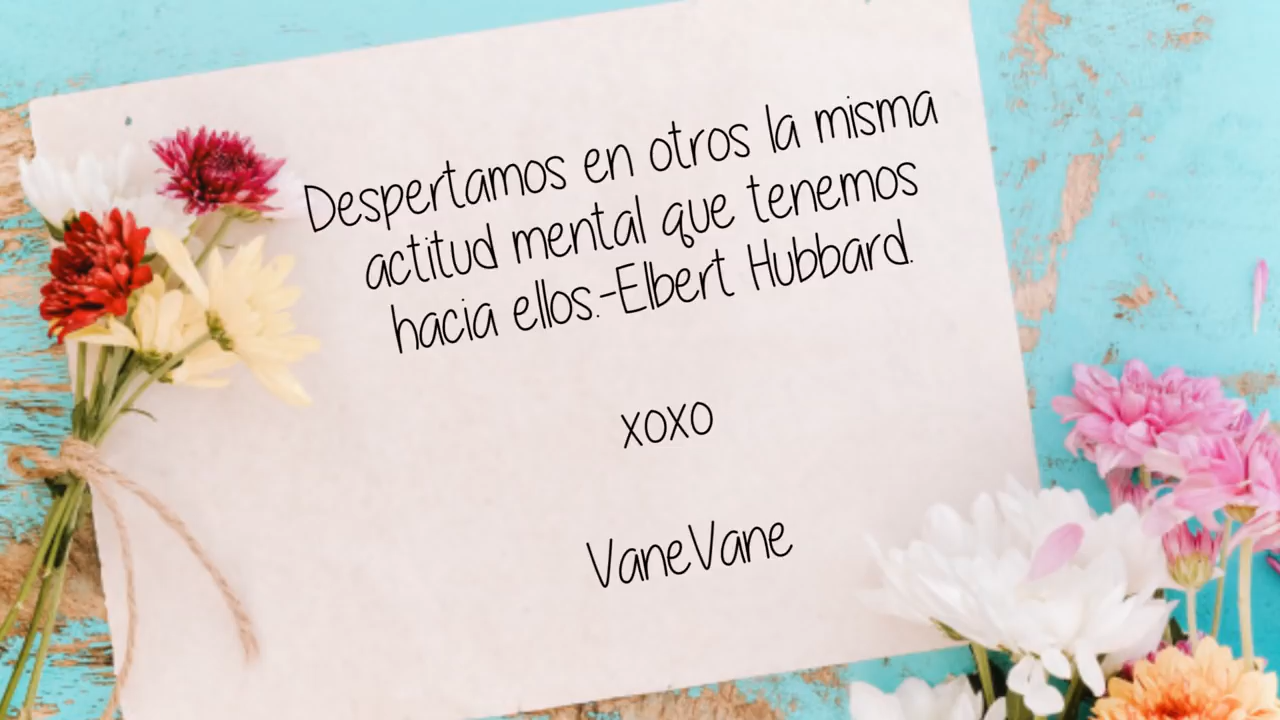 Despertamos en otros la misma
actitud mental que tenemos
hacia ellos.-Elbert Hubbard.
xoxo
VaneVane